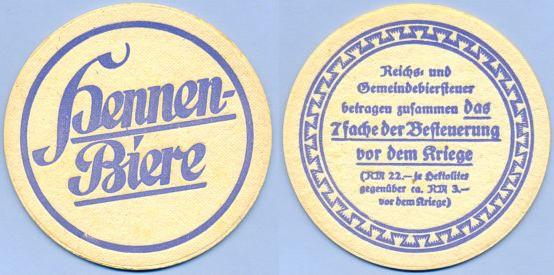 Hennen-
Biere
Reichs- und
Gemeindebiersteuer
betragen zusammen das
7fache der Besteuerung
vor dem Kriege
(RM 22.– je Hektoliter
gegenüber ca. RM 3.–
vor dem Kriege)